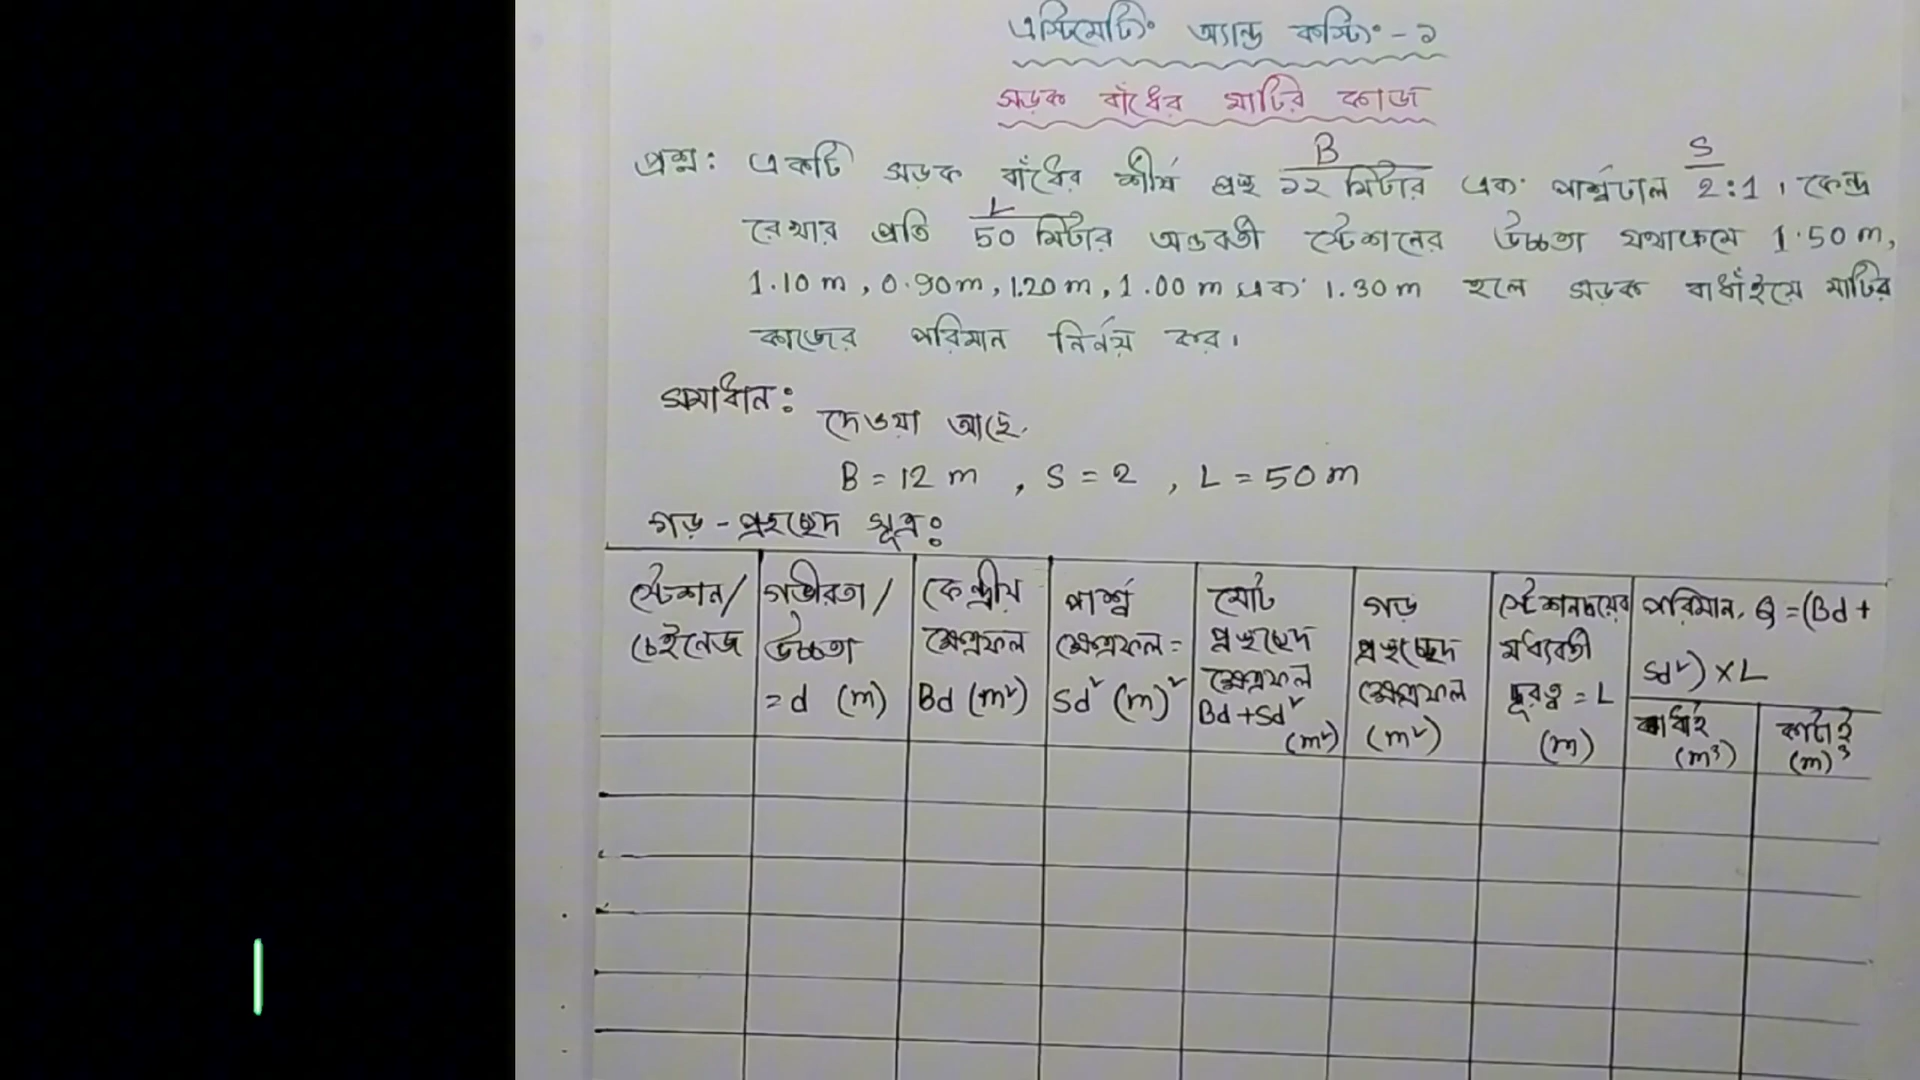 এস্টিমেটিং অ্যান্ড কস্টিং-১
সড়ক বাঁধের মাটির কাজ
প্রশ্ন: একটি সড়ক বাঁধের শীর্ষ প্রস্থ B ১২ মিটার এবং পার্শ্বঢাল S 2:1। কেন্দ্র
রেখার প্রতি L 50 মিটার অন্তবর্তী স্টেশনের উচ্চতা যথাক্রমে 1.50 m,
1.10 m, 0.90m, 1.20 m, 1.00 m এবং 1.30 m হলে সড়ক বাধাঁইয়ে মাটির
কাজের পরিমান নির্নয় কর।
সমাধান:
দেওয়া আছে,
B = 12 m , S = 2 , L = 50 m
গড় - প্রস্থচ্ছেদ সূত্র:
স্টেশন/
চেইনেজ
গভীরতা/
উচ্চতা
= d (m)
কেন্দ্রীয়
ক্ষেত্রফল
Bd (m²)
পার্শ্ব
ক্ষেত্রফল =
Sd² (m)²
মোট
প্রস্থচ্ছেদ
ক্ষেত্রফল
Bd + Sd²
(m²)
গড়
প্রস্থচ্ছেদ
ক্ষেত্রফল
(m²)
স্টেশনদ্বয়ের
মধ্যবর্তী
দূরত্ব = L
(m)
পরিমান, Q = (Bd +
Sd²) × L
বাধাঁই
(m³)
কাটাই
(m)³